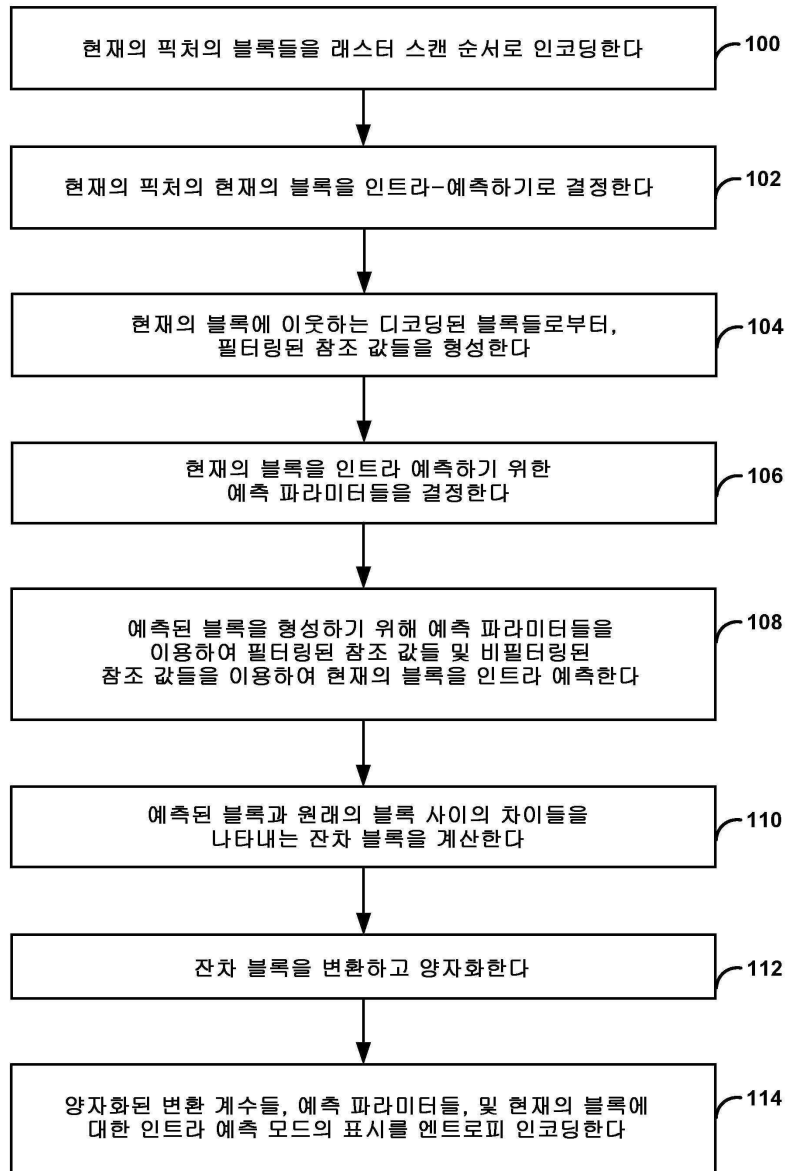 현재의 픽처의 블록들을 래스터 스캔 순서로 인코딩한다
100
현재의 픽처의 현재의 블록을 인트라-예측하기로 결정한다
102
현재의 블록에 이웃하는 디코딩된 블록들로부터,
필터링된 참조 값들을 형성한다
104
현재의 블록을 인트라 예측하기 위한
예측 파라미터들을 결정한다
106
예측된 블록을 형성하기 위해 예측 파라미터들을
이용하여 필터링된 참조 값들 및 비필터링된
참조 값들을 이용하여 현재의 블록을 인트라 예측한다
108
예측된 블록과 원래의 블록 사이의 차이들을
나타내는 잔차 블록을 계산한다
110
잔차 블록을 변환하고 양자화한다
112
양자화된 변환 계수들, 예측 파라미터들, 및 현재의 블록에
대한 인트라 예측 모드의 표시를 엔트로피 인코딩한다
114